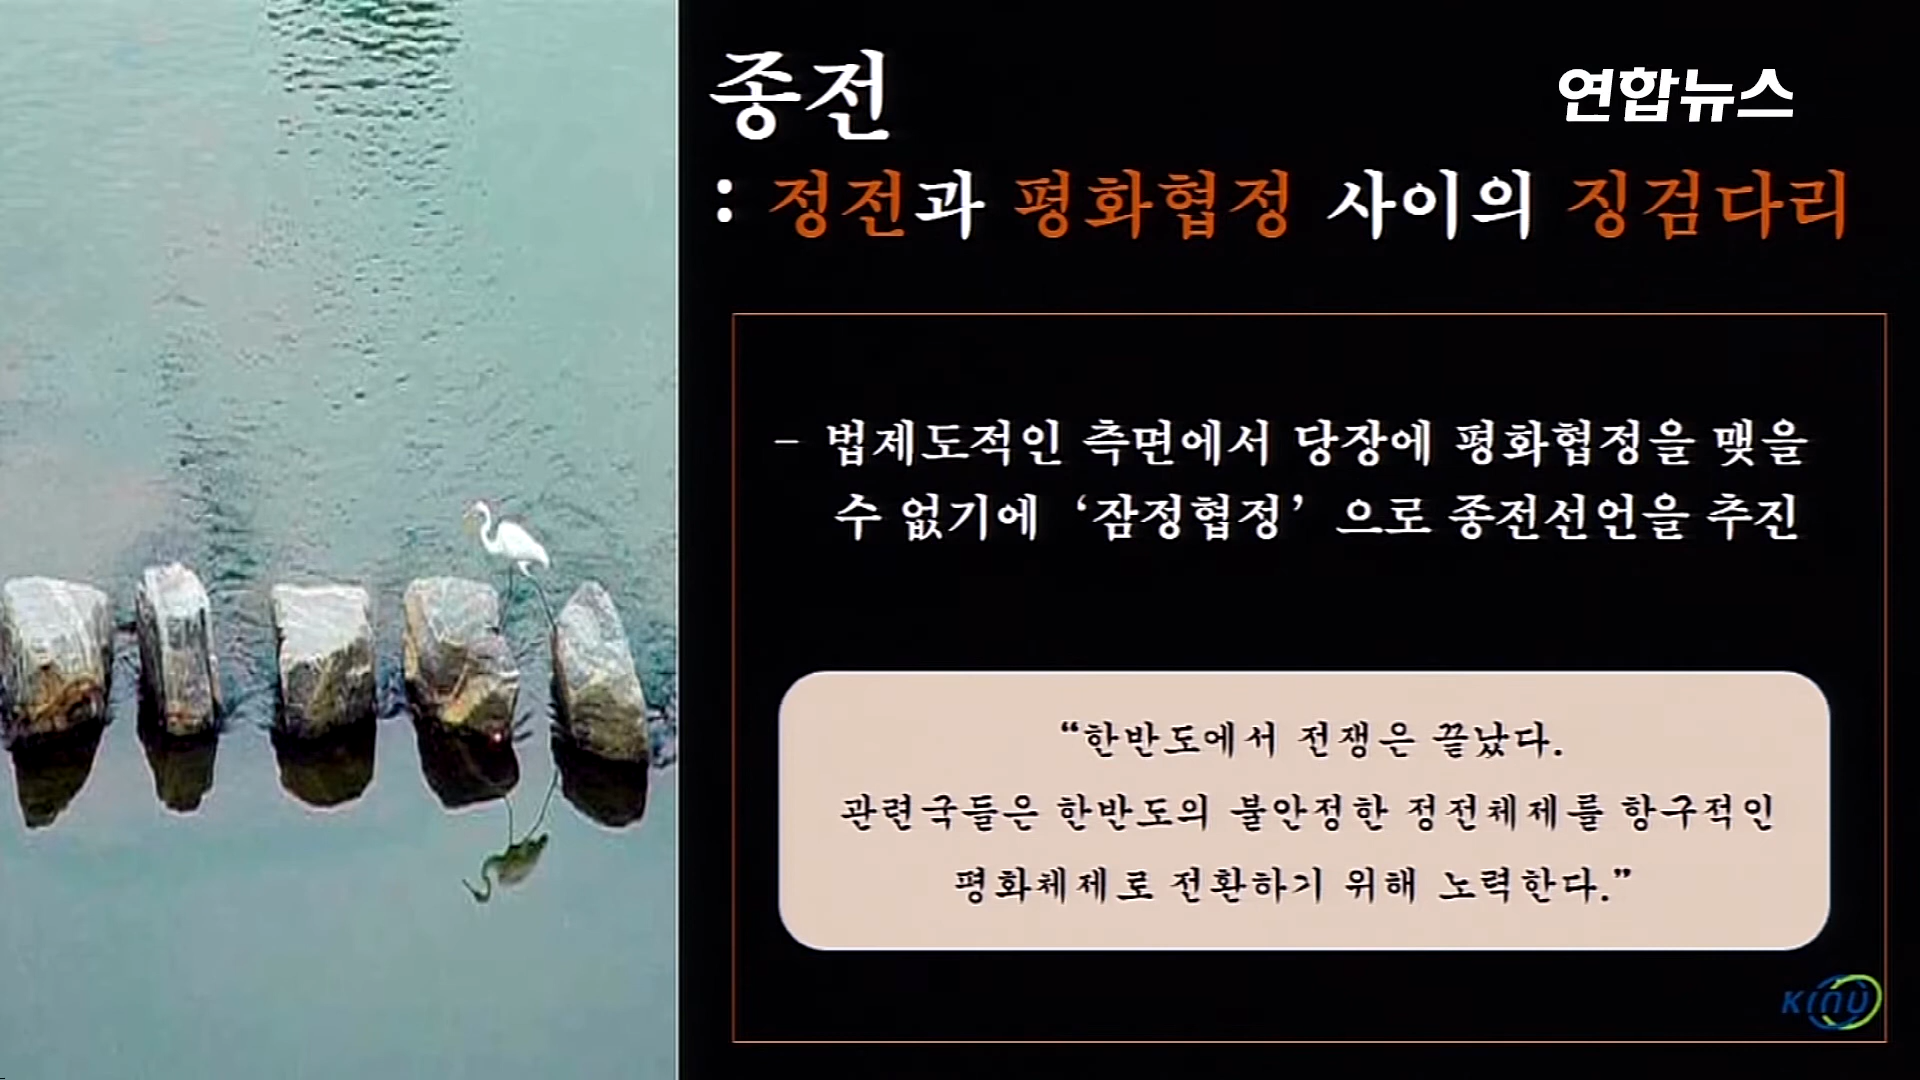 종전
연합뉴스
: 정전과 평화협정 사이의 징검다리
- 법제도적인 측면에서 당장에 평화협정을 맺을
수 없기에 ‘잠정협정’으로 종전선언을 추진
“한반도에서 전쟁은 끝났다.
관련국들은 한반도의 불안정한 정전체제를 항구적인
평화체제로 전환하기 위해 노력한다.”
KINU